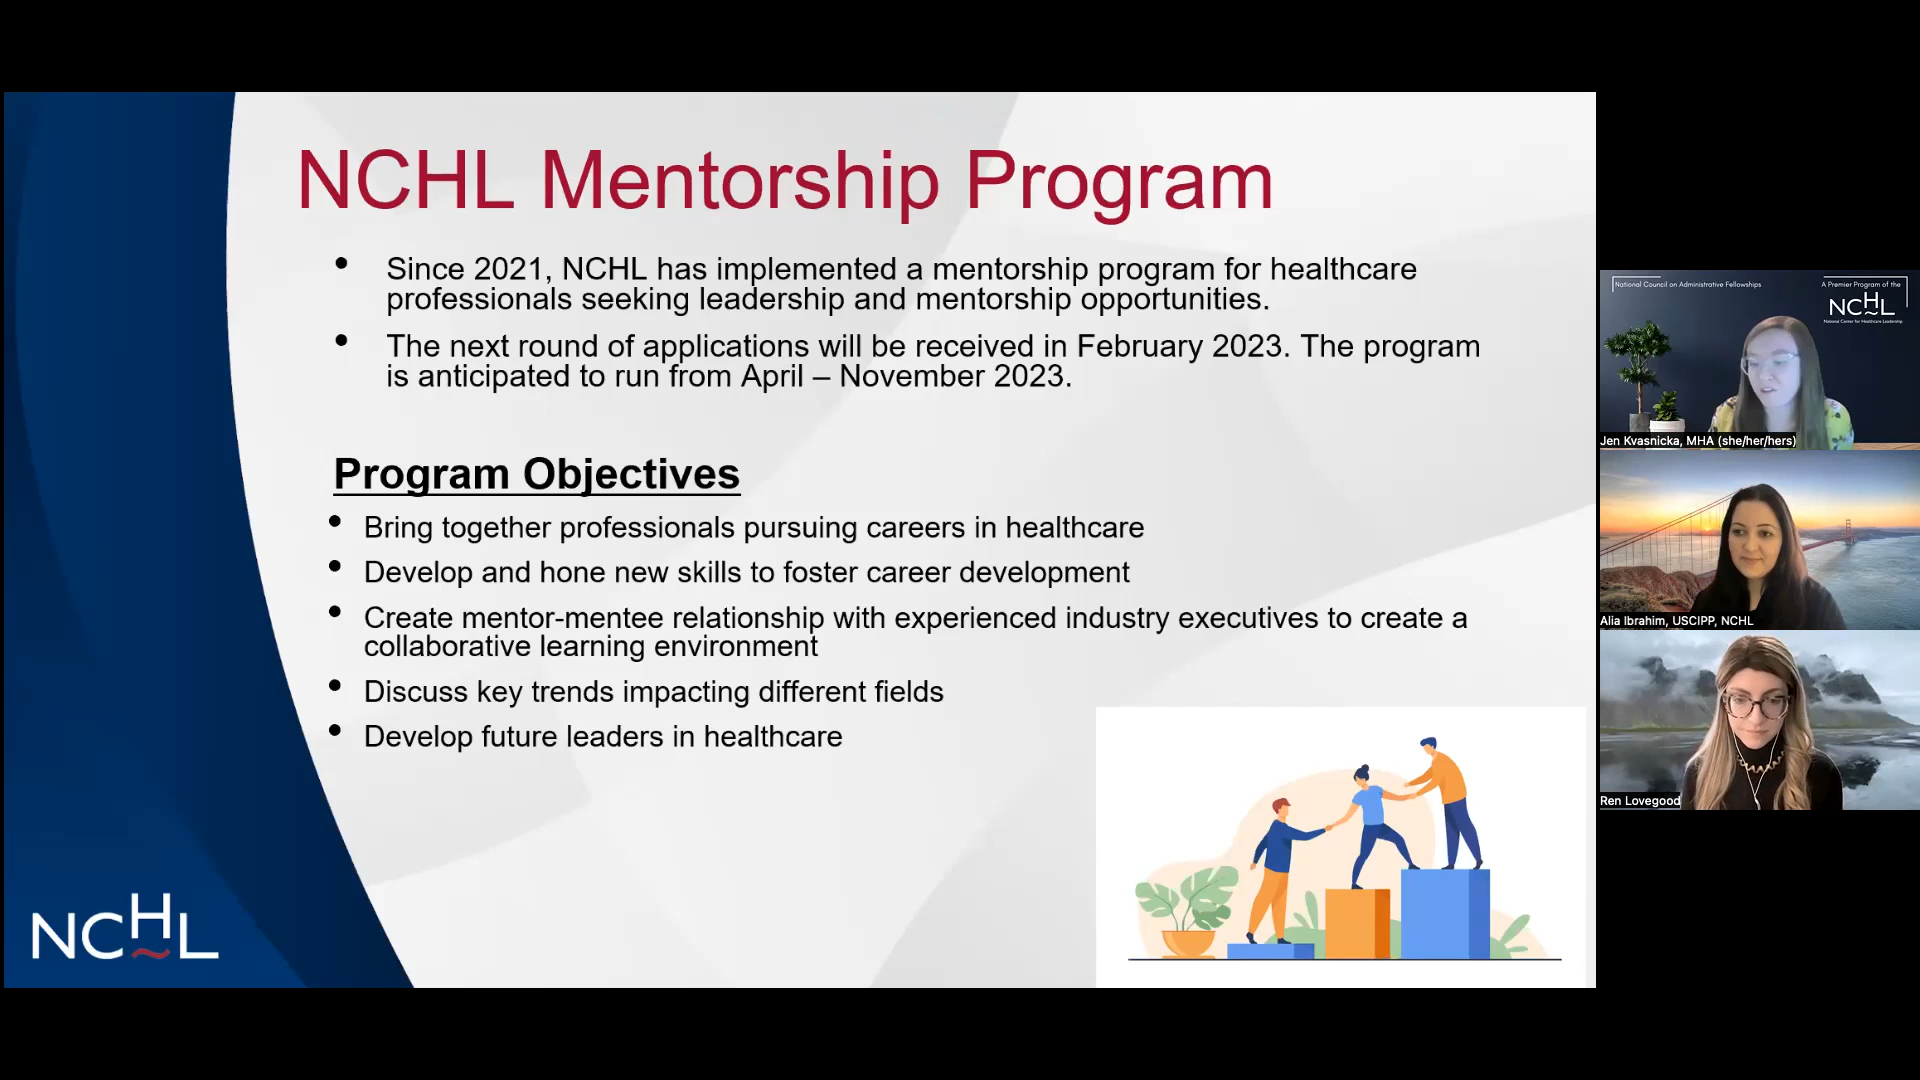 NCHL Mentorship Program
• Since 2021, NCHL has implemented a mentorship program for healthcare
professionals seeking leadership and mentorship opportunities.
• The next round of applications will be received in February 2023. The program
is anticipated to run from April – November 2023.
Program Objectives
• Bring together professionals pursuing careers in healthcare
• Develop and hone new skills to foster career development
• Create mentor-mentee relationship with experienced industry executives to create a
collaborative learning environment
• Discuss key trends impacting different fields
• Develop future leaders in healthcare
NCHL
National Council on Administrative Fellowships
A Premier Program of the
NCHL
National Center for Healthcare Leadership
Jen Kvasnicka, MHA (she/her/hers)
Alia Ibrahim, USCIPP, NCHL
Ren Lovegood